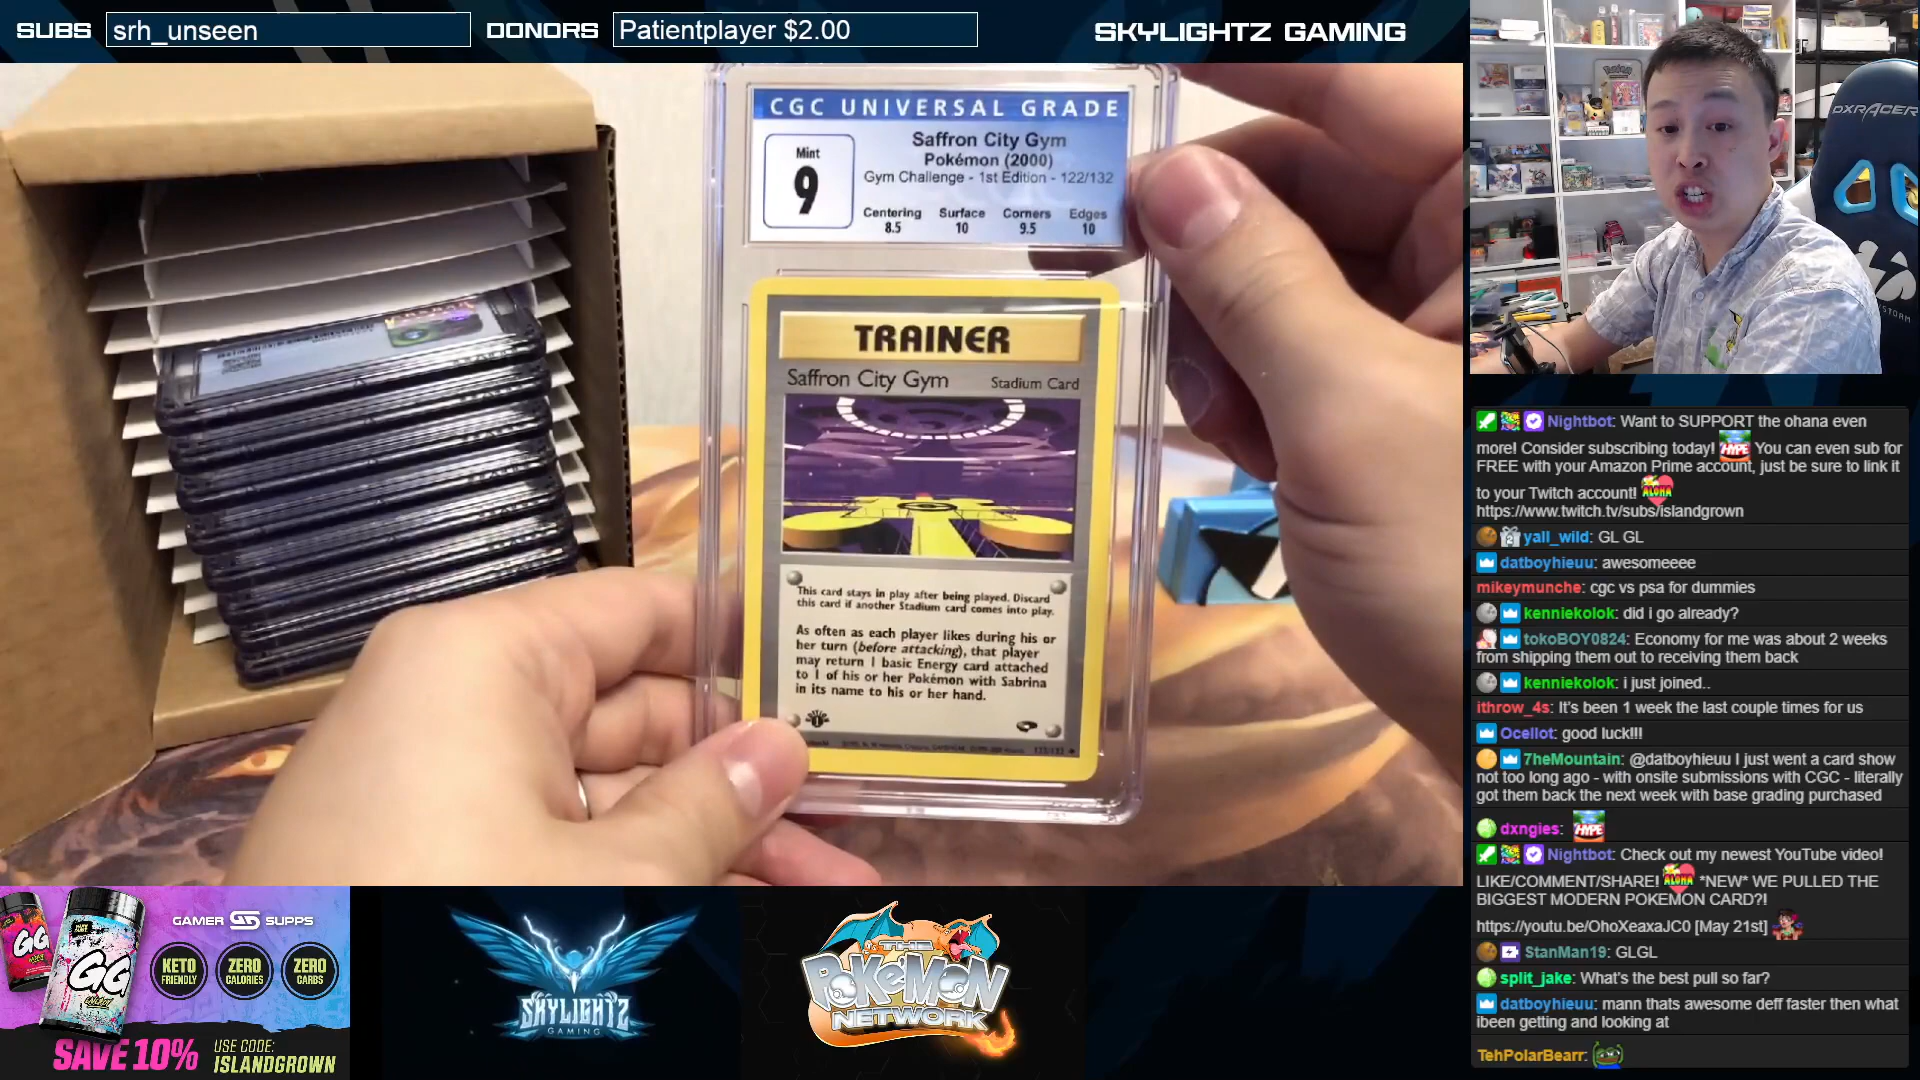 SUBS srh_unseen DONORS Patientplayer $2.00 SKYLIGHTZ GAMING
CGC UNIVERSAL GRADE
Mint
9
Saffron City Gym
Pokémon (2000)
Gym Challenge - 1st Edition - 122/132
Centering Surface Corners Edges
8.5 10 9.5 10
TRAINER
Saffron City Gym Stadium Card
This card stays in play after being played. Discard
this card if another Stadium card comes into play.
As often as each player likes during his or
her turn (before attacking), that player
may return 1 basic Energy card attached
to 1 of his or her Pokémon with Sabrina
in its name to his or her hand.
122/132
DXRACER
Nightbot: Want to SUPPORT the ohana even
more! Consider subscribing today! HYPE You can even sub for
FREE with your Amazon Prime account, just be sure to link it
to your Twitch account! ALOHA
https://www.twitch.tv/subs/islandgrown
yall_wild: GL GL
datboyhieuu: awesomeeee
mikeymunche: cgc vs psa for dummies
kenniekolok: did i go already?
tokoBOY0824: Economy for me was about 2 weeks
from shipping them out to receiving them back
kenniekolok: i just joined..
ithrow_4s: It's been 1 week the last couple times for us
Ocellot: good luck!!!
7heMountain: @datboyhieuu I just went a card show
not too long ago - with onsite submissions with CGC - literally
got them back the next week with base grading purchased
dxngies: HYPE
Nightbot: Check out my newest YouTube video!
LIKE/COMMENT/SHARE! ALOHA *NEW* WE PULLED THE
BIGGEST MODERN POKEMON CARD?!
https://youtu.be/OhoXeaxaJC0 [May 21st]
StanMan19: GLGL
split_jake: What's the best pull so far?
datboyhieuu: mann thats awesome deff faster then what
ibeen getting and looking at
TehPolarBearr:
GAMER GG SUPPS
GG
GG
ENERGY
KETO
FRIENDLY
ZERO
CALORIES
ZERO
CARBS
SAVE 10% USE CODE:
ISLANDGROWN
SKYLIGHTZ
GAMING
THE
POKéMON
NETWORK